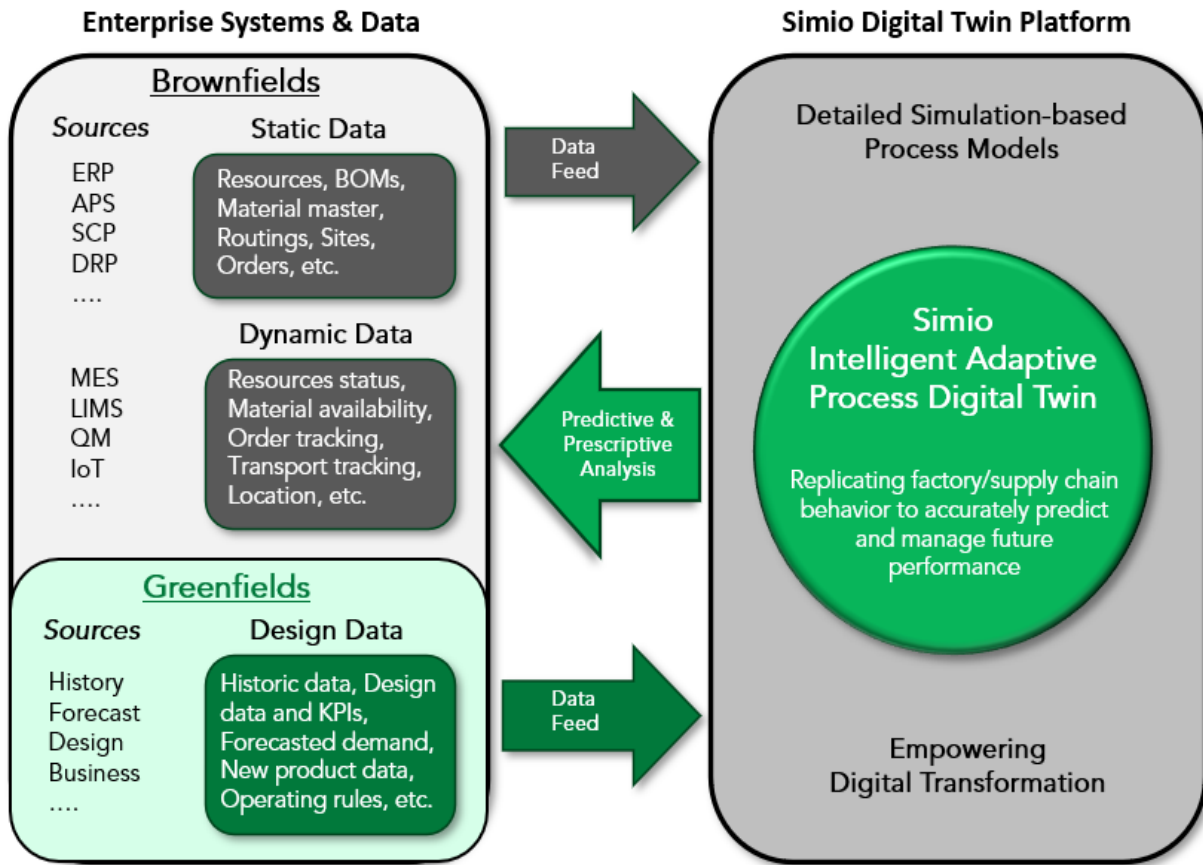 Enterprise Systems & Data
Brownfields
Sources
Static Data
ERP
APS
SCP
DRP
....
Resources, BOMs,
Material master,
Routings, Sites,
Orders, etc.
Dynamic Data
MES
LIMS
QM
IoT
....
Resources status,
Material availability,
Order tracking,
Transport tracking,
Location, etc.
Greenfields
Sources
Design Data
History
Forecast
Design
Business
....
Historic data, Design
data and KPIs,
Forecasted demand,
New product data,
Operating rules, etc.
Data
Feed
Predictive &
Prescriptive
Analysis
Data
Feed
Simio Digital Twin Platform
Detailed Simulation-based
Process Models
Simio
Intelligent Adaptive
Process Digital Twin
Replicating factory/supply chain
behavior to accurately predict
and manage future
performance
Empowering
Digital Transformation